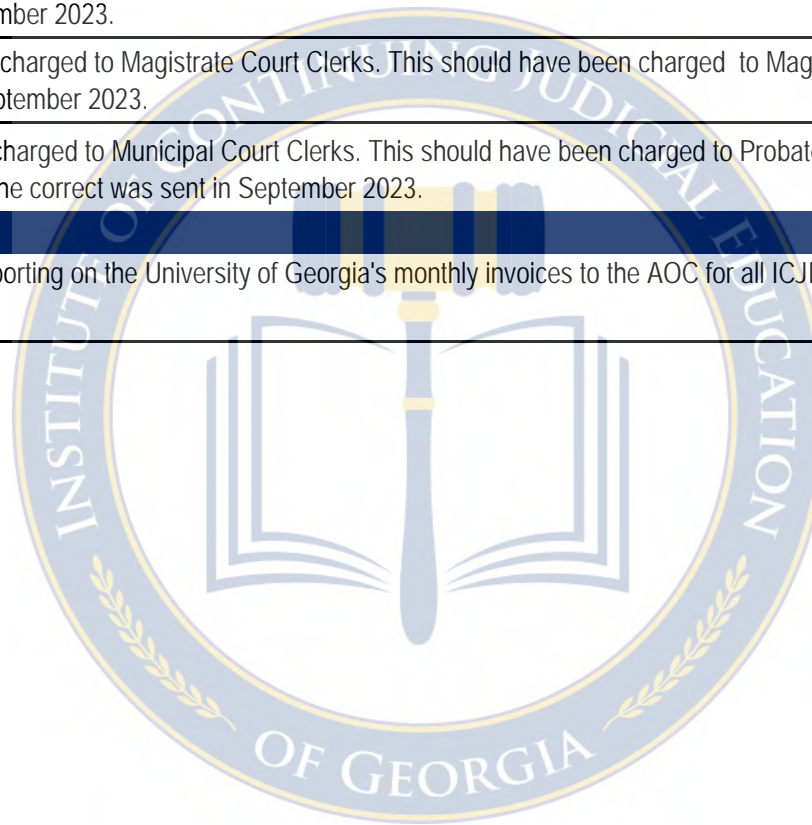 mber 2023.
charged to Magistrate Court Clerks. This should have been charged to Mag
ptember 2023.
charged to Municipal Court Clerks. This should have been charged to Probat
he correct was sent in September 2023.
porting on the University of Georgia's monthly invoices to the AOC for all ICJ
INSTITUTE OF CONTINUING JUDICIAL EDUCATION
OF GEORGIA